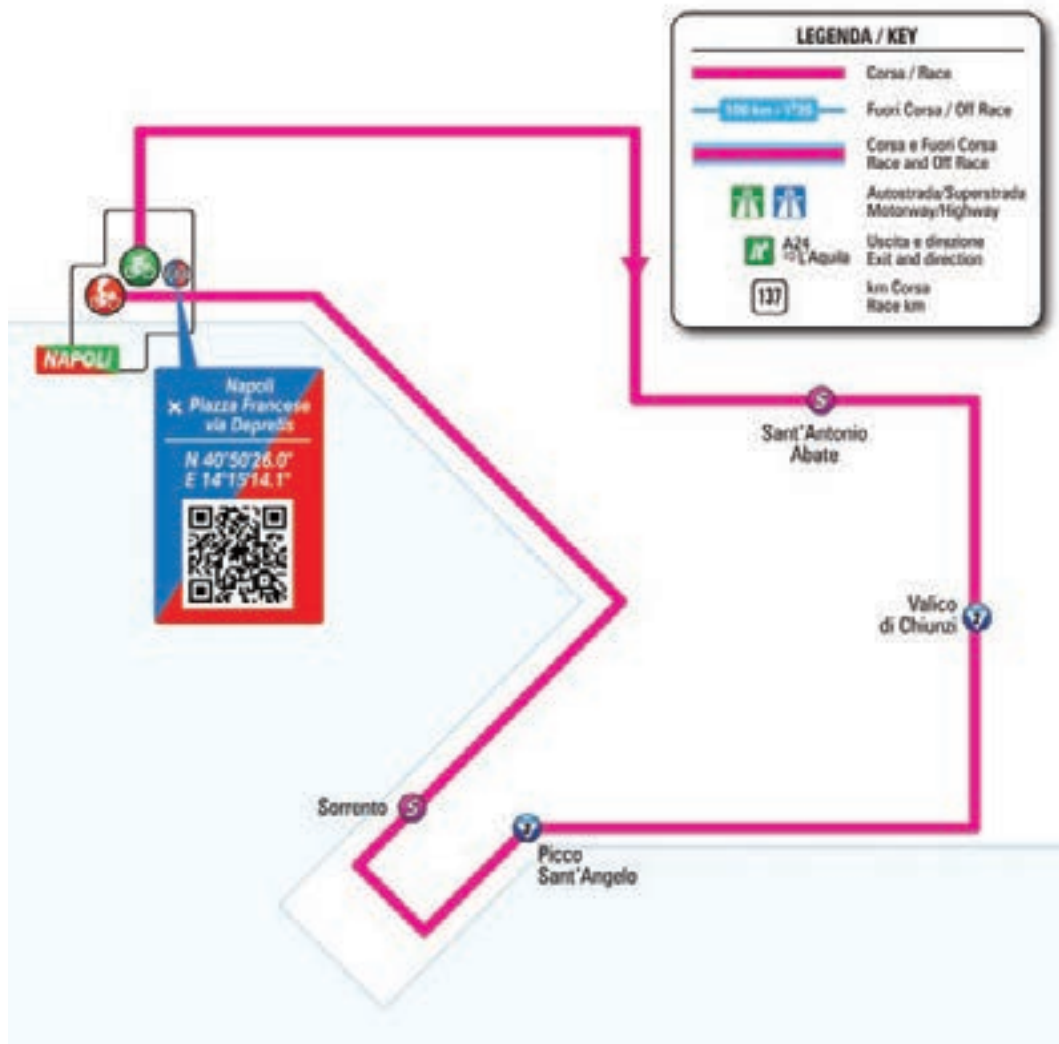 LEGENDA / KEY
Corsa / Race
Fuori Corsa / Off Race
Corsa e Fuori Corsa
Race and Off Race
Autostrada/Superstrada
Motorway/Highway
A24
L'Aquila
Uscita e direzione
Exit and direction
137
km Corsa
Race km
NAPOLI
Napoli
Piazza Francese
via Depretis
N 40°50'26.0"
E 14°15'14.1"
S
Sant'Antonio
Abate
Valico
di Chiunzi
Sorrento
S
Picco
Sant'Angelo